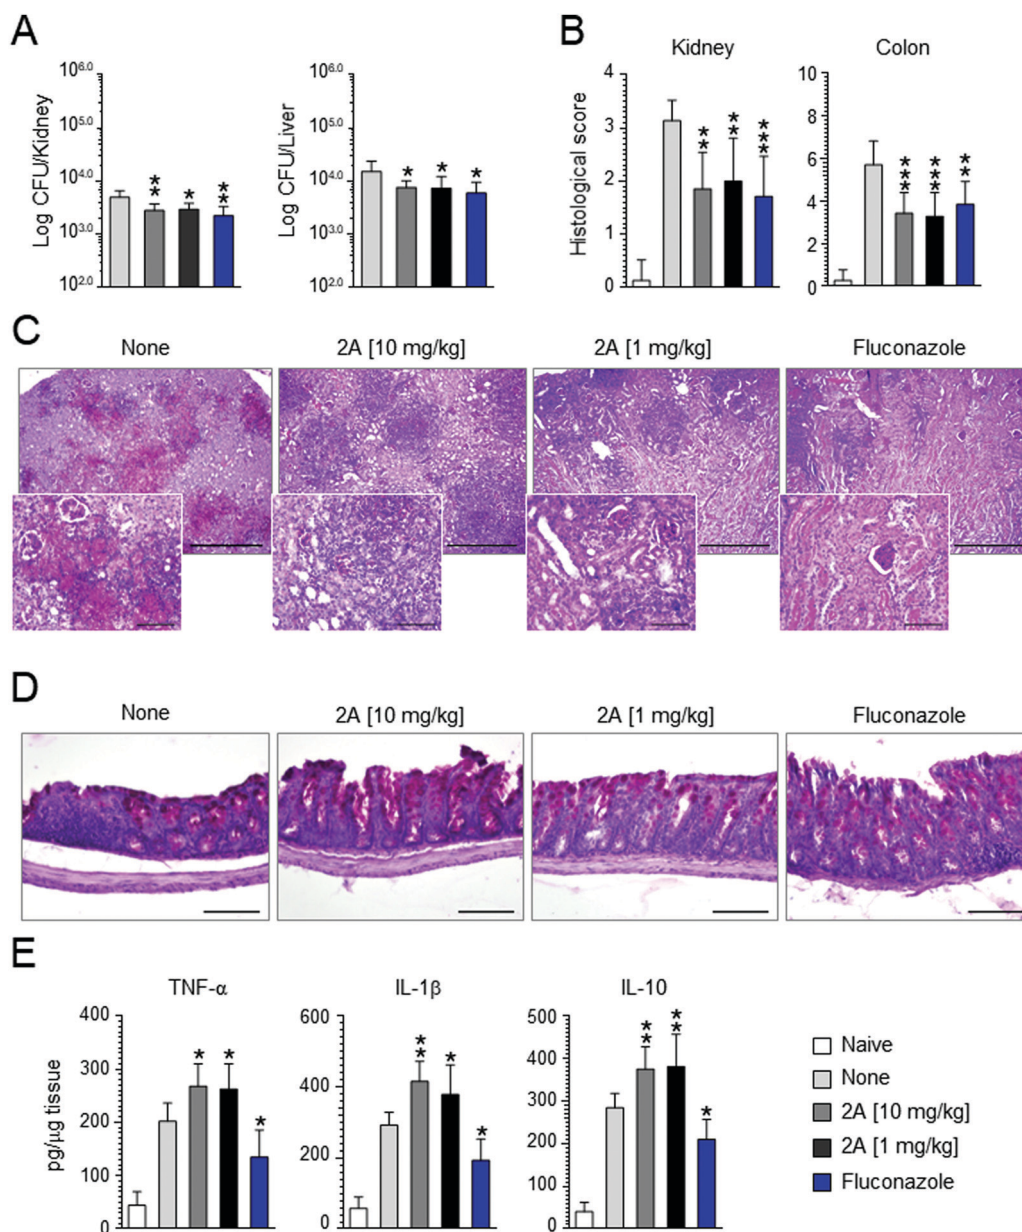 A
Log CFU/Kidney
10^6.0
10^5.0
10^4.0
10^3.0
10^2.0
** * **
Log CFU/Liver
10^6.0
10^5.0
10^4.0
10^3.0
10^2.0
* * *
B
Kidney
Histological score
4
3
2
1
0
** ** ***
Colon
10
8
6
4
2
0
*** *** **
C
None 2A [10 mg/kg] 2A [1 mg/kg] Fluconazole
D
None 2A [10 mg/kg] 2A [1 mg/kg] Fluconazole
E
TNF-α
pg/μg tissue
400
300
200
100
0
* * *
IL-1β
600
400
200
0
** * *
IL-10
500
400
300
200
100
0
** ** *
Naive
None
2A [10 mg/kg]
2A [1 mg/kg]
Fluconazole